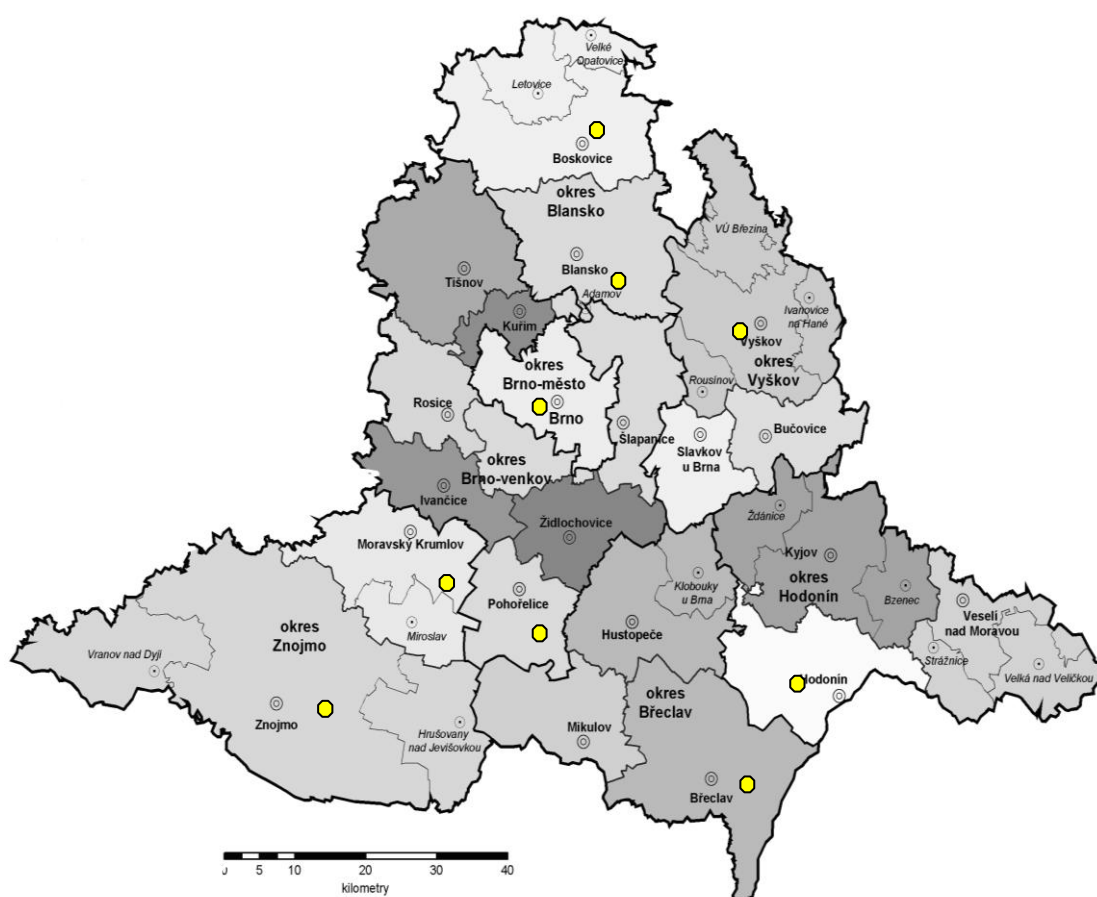 Velké
Opatovice
Letovice
Boskovice
okres
Blansko
Blansko
Adamov
VÚ Březina
Tišnov
Kuřim
Ivanovice
na Hané
Vyškov
okres
Vyškov
okres
Brno-město
Brno
Rousínov
Rosice
Šlapanice
Slavkov
u Brna
Bučovice
okres
Brno-venkov
Ivančice
Židlochovice
Ždánice
Moravský Krumlov
Kyjov
okres
Hodonín
Klobouky
u Brna
Bzenec
Pohořelice
Miroslav
Hustopeče
Veselí
nad Moravou
okres
Znojmo
Strážnice
Vranov nad Dyjí
Velká nad Veličkou
Hodonín
okres
Břeclav
Znojmo
Hrušovany
nad Jevišovkou
Mikulov
Břeclav
0 5 10 20 30 40
kilometry